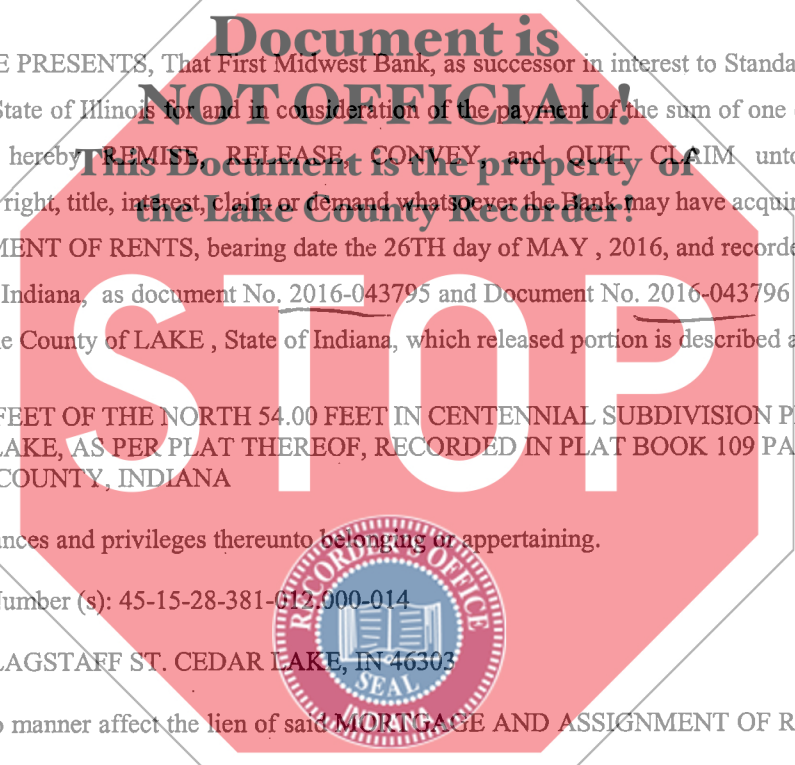 Document is
E PRESENTS, That First Midwest Bank, as successor in interest to Standa
NOT OFFICIAL!
State of Illinois for and in consideration of the payment of the sum of one
This Document is the property of
hereby REMISE, RELEASE, CONVEY, and QUIT CLAIM unto
the Lake County Recorder!
right, title, interest, claim or demand whatsoever the Bank may have acquir
MENT OF RENTS, bearing date the 26TH day of MAY , 2016, and recorde
Indiana, as document No. 2016-043795 and Document No. 2016-043796
e County of LAKE , State of Indiana, which released portion is described a
STOP
FEET OF THE NORTH 54.00 FEET IN CENTENNIAL SUBDIVISION P
LAKE, AS PER PLAT THEREOF, RECORDED IN PLAT BOOK 109 PA
COUNTY, INDIANA
nces and privileges thereunto belonging or appertaining.
Number (s): 45-15-28-381-012.000-014
LAGSTAFF ST. CEDAR LAKE, IN 46303
RECORDER'S OFFICE
SEAL
INDIANA
o manner affect the lien of said MORTGAGE AND ASSIGNMENT OF R